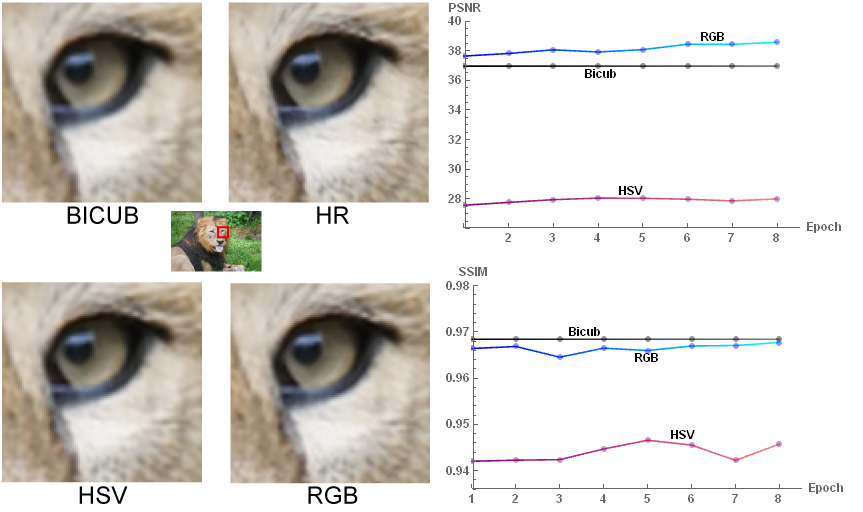 BICUB
HR
HSV
RGB
PSNR
40
38
36
34
32
30
28
RGB
Bicub
HSV
2 3 4 5 6 7 8
Epoch
SSIM
0.98
0.97
0.96
0.95
0.94
Bicub
RGB
HSV
1 2 3 4 5 6 7 8
Epoch